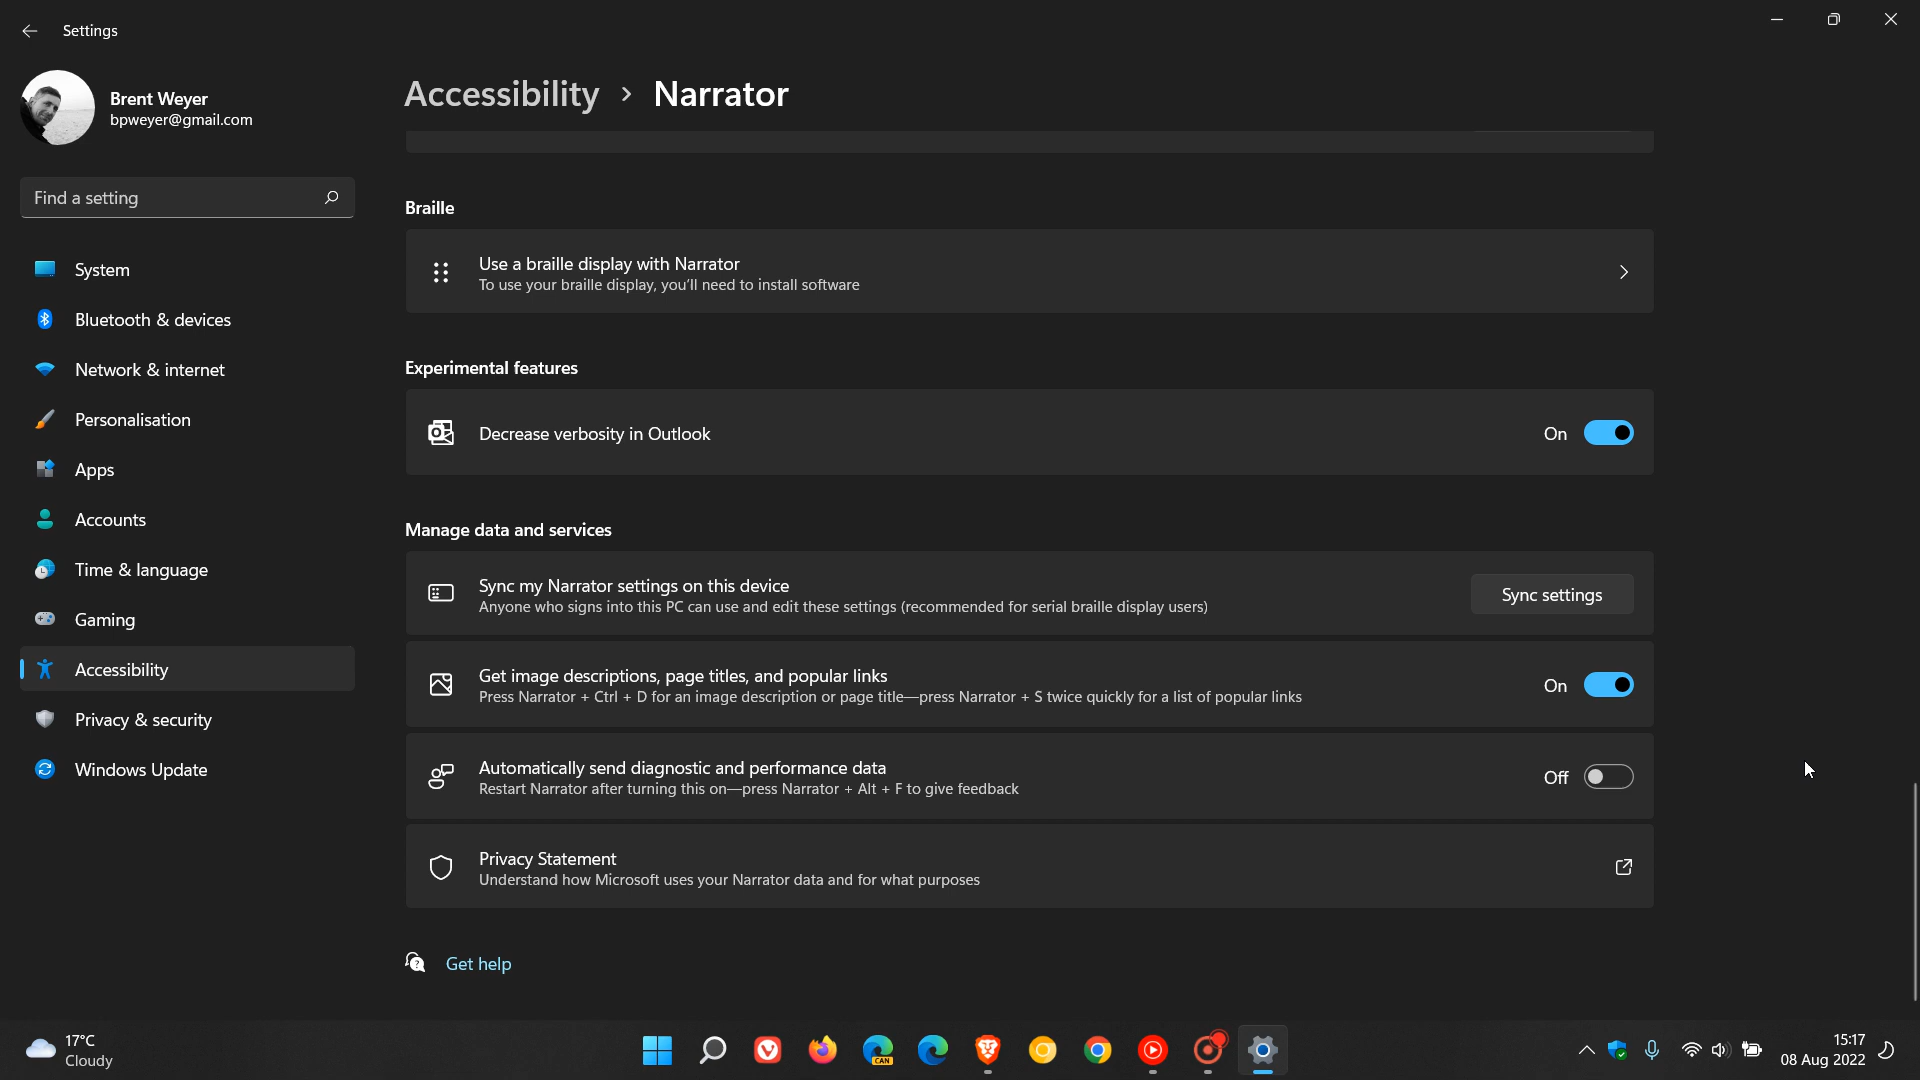 Settings
Brent Weyer
bpweyer@gmail.com
Find a setting
System
Bluetooth & devices
Network & internet
Personalisation
Apps
Accounts
Time & language
Gaming
Accessibility
Privacy & security
Windows Update
Accessibility > Narrator
Braille
Use a braille display with Narrator
To use your braille display, you'll need to install software
Experimental features
Decrease verbosity in Outlook
On
Manage data and services
Sync my Narrator settings on this device
Anyone who signs into this PC can use and edit these settings (recommended for serial braille display users)
Sync settings
Get image descriptions, page titles, and popular links
Press Narrator + Ctrl + D for an image description or page title—press Narrator + S twice quickly for a list of popular links
On
Automatically send diagnostic and performance data
Restart Narrator after turning this on—press Narrator + Alt + F to give feedback
Off
Privacy Statement
Understand how Microsoft uses your Narrator data and for what purposes
Get help
17°C
Cloudy
CAN
15:17
08 Aug 2022